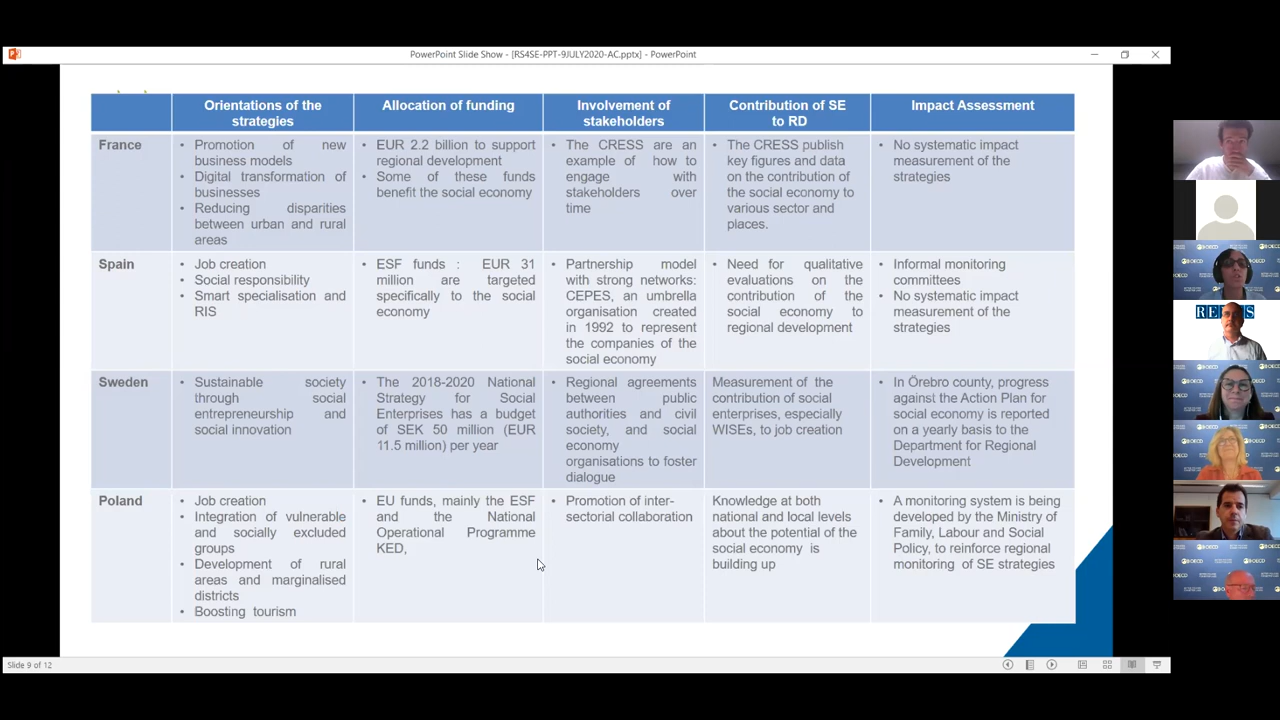 PowerPoint Slide Show - [RS4SE-PPT-9JULY2020-AC.pptx] - PowerPoint
Orientations of the
strategies
Allocation of funding
Involvement of
stakeholders
Contribution of SE
to RD
Impact Assessment
France
• Promotion of new
business models
• Digital transformation of
businesses
• Reducing disparities
between urban and rural
areas
• EUR 2.2 billion to support
regional development
• Some of these funds
benefit the social economy
• The CRESS are an
example of how to
engage with
stakeholders over
time
• The CRESS publish
key figures and data
on the contribution of
the social economy to
various sector and
places.
• No systematic impact
measurement of the
strategies
Spain
• Job creation
• Social responsibility
• Smart specialisation and
RIS
• ESF funds : EUR 31
million are targeted
specifically to the social
economy
• Partnership model
with strong networks:
CEPES, an umbrella
organisation created
in 1992 to represent
the companies of the
social economy
• Need for qualitative
evaluations on the
contribution of the
social economy to
regional development
• Informal monitoring
committees
• No systematic impact
measurement of the
strategies
Sweden
• Sustainable society
through social
entrepreneurship and
social innovation
• The 2018-2020 National
Strategy for Social
Enterprises has a budget
of SEK 50 million (EUR
11.5 million) per year
• Regional agreements
between public
authorities and civil
society, and social
economy
organisations to foster
dialogue
Measurement of the
contribution of social
enterprises, especially
WISEs, to job creation
• In Örebro county, progress
against the Action Plan for
social economy is reported
on a yearly basis to the
Department for Regional
Development
Poland
• Job creation
• Integration of vulnerable
and socially excluded
groups
• Development of rural
areas and marginalised
districts
• Boosting tourism
• EU funds, mainly the ESF
and the National
Operational Programme
KED,
• Promotion of inter-
sectorial collaboration
Knowledge at both
national and local levels
about the potential of the
social economy is
building up
• A monitoring system is being
developed by the Ministry of
Family, Labour and Social
Policy, to reinforce regional
monitoring of SE strategies
Slide 9 of 12
OECD
OECD
OECD
OECD